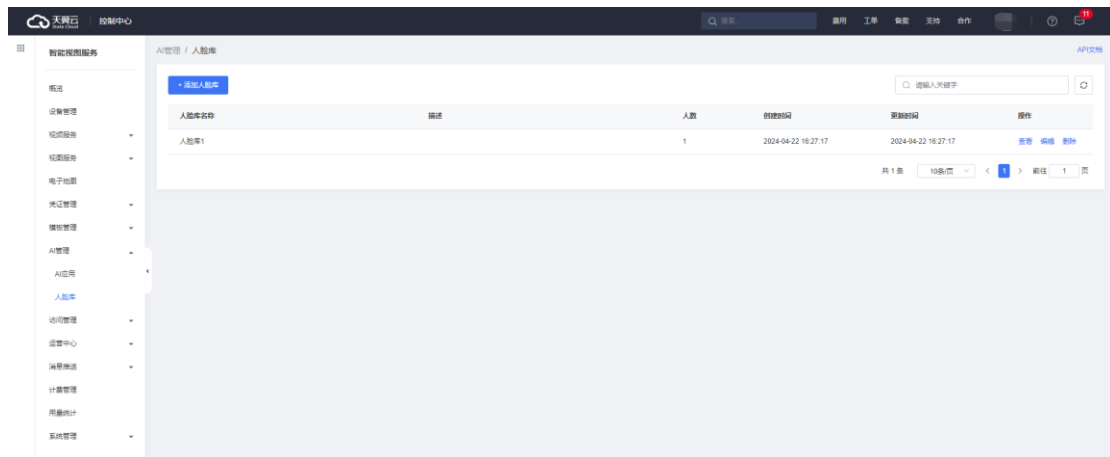 天翼云 控制中心 搜索... 费用 工单 备案 支持 合作 11
智能视图服务
AI管理 / 人脸库 API文档
概览
+ 添加人脸库 请输入关键字
设备管理
人脸库名称 描述 人数 创建时间 更新时间 操作
视频服务
人脸库1 1 2024-04-22 16:27:17 2024-04-22 16:27:17 查看 编辑 删除
视图服务
共 1 条 10条/页 1 前往 1 页
电子地图
凭证管理
模板管理
AI管理
AI应用
人脸库
访问管理
运营中心
消息推送
计费管理
用量统计
系统管理